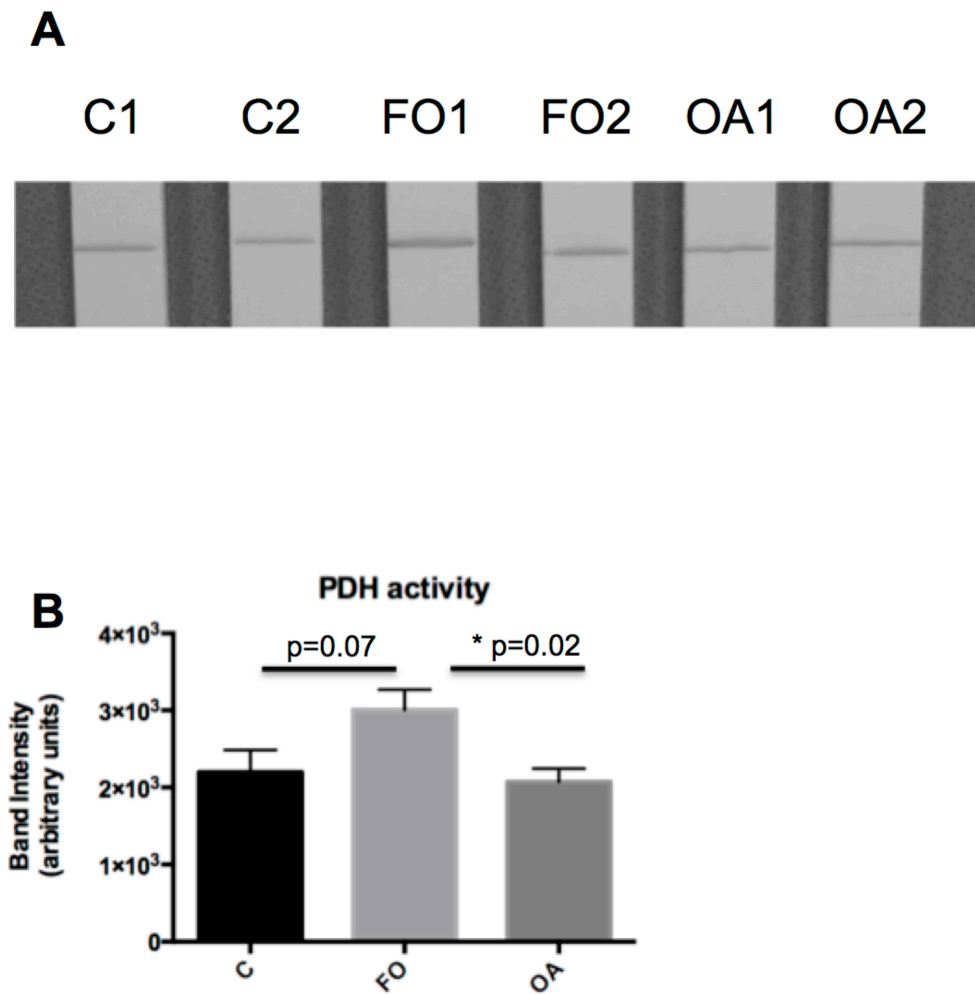 A
C1 C2 FO1 FO2 OA1 OA2
B
PDH activity
p=0.07 * p=0.02
Band Intensity
(arbitrary units)
4×10³
3×10³
2×10³
1×10³
0
C FO OA